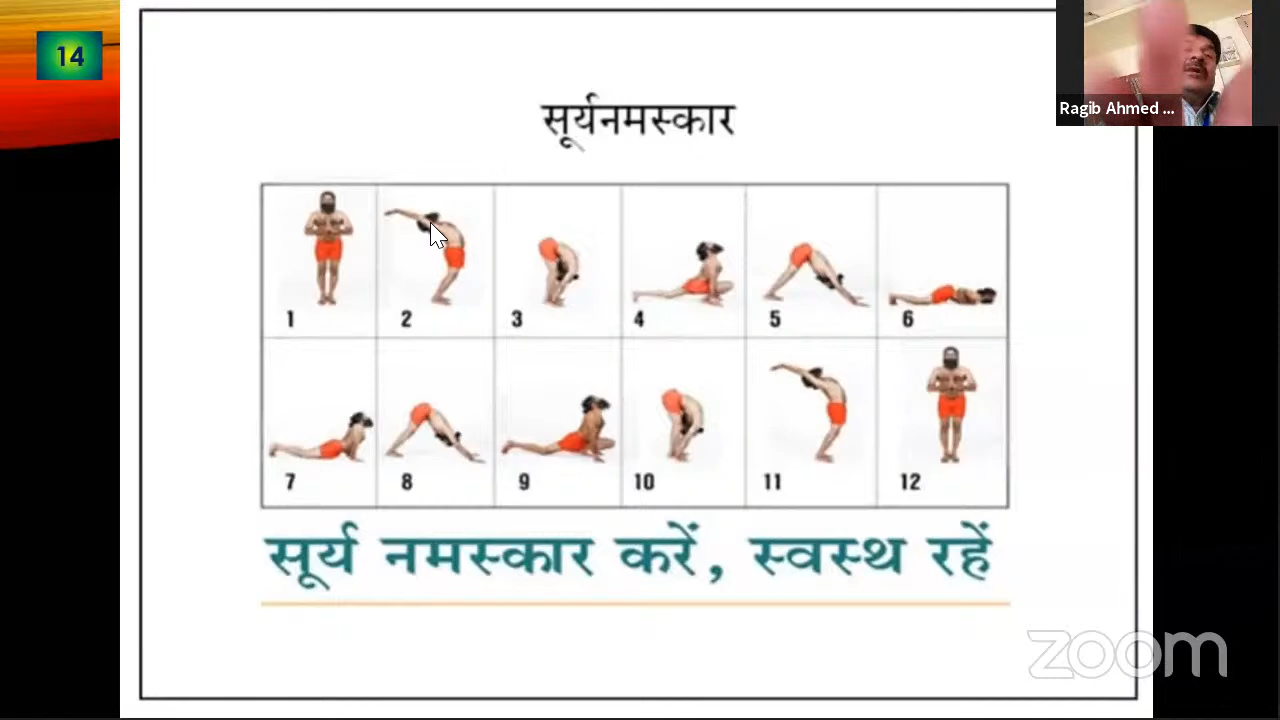 14
Ragib Ahmed ...
सूर्यनमस्कार
1 2 3 4 5 6
7 8 9 10 11 12
सूर्य नमस्कार करें, स्वस्थ रहें
zoom